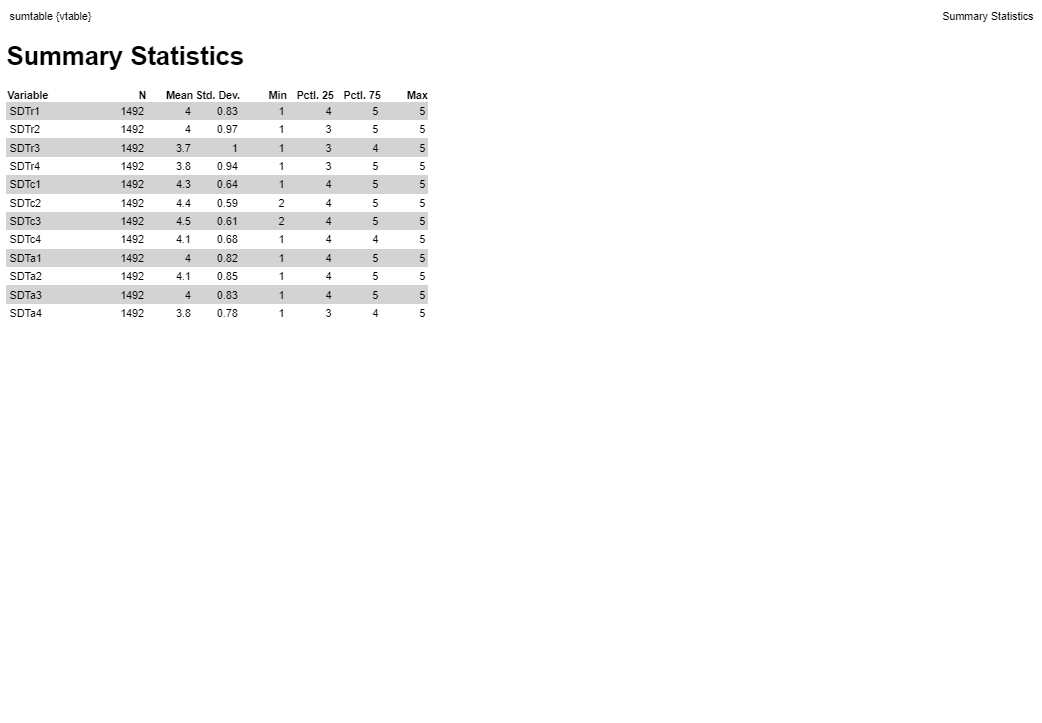 sumtable {vtable} Summary Statistics
Summary Statistics
Variable N Mean Std. Dev. Min Pctl. 25 Pctl. 75 Max
SDTr1 1492 4 0.83 1 4 5 5
SDTr2 1492 4 0.97 1 3 5 5
SDTr3 1492 3.7 1 1 3 4 5
SDTr4 1492 3.8 0.94 1 3 5 5
SDTc1 1492 4.3 0.64 1 4 5 5
SDTc2 1492 4.4 0.59 2 4 5 5
SDTc3 1492 4.5 0.61 2 4 5 5
SDTc4 1492 4.1 0.68 1 4 4 5
SDTa1 1492 4 0.82 1 4 5 5
SDTa2 1492 4.1 0.85 1 4 5 5
SDTa3 1492 4 0.83 1 4 5 5
SDTa4 1492 3.8 0.78 1 3 4 5